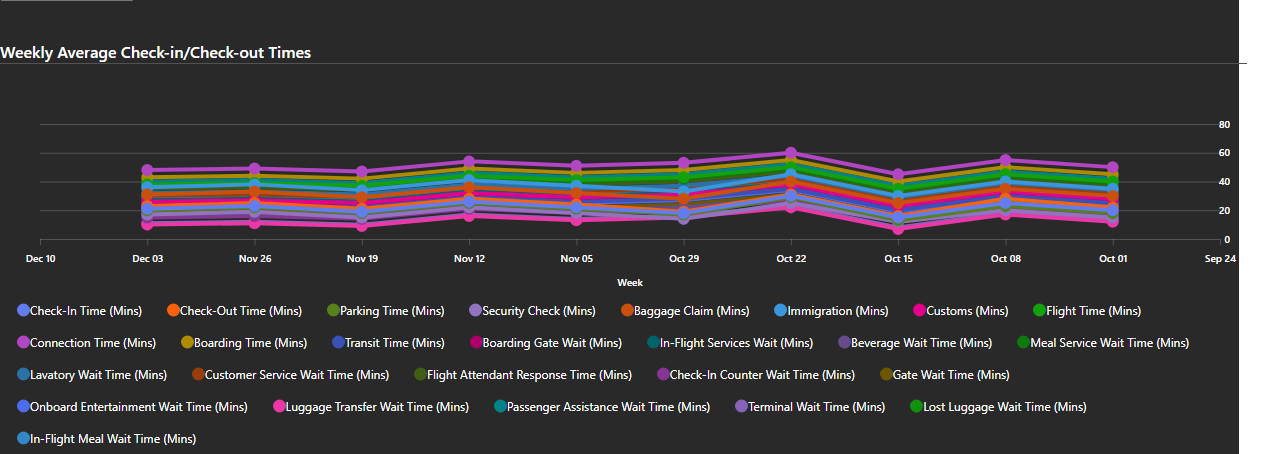 Weekly Average Check-in/Check-out Times
80
60
40
20
0
Dec 10 Dec 03 Nov 26 Nov 19 Nov 12 Nov 05 Oct 29 Oct 22 Oct 15 Oct 08 Oct 01 Sep 24
Week
Check-In Time (Mins) Check-Out Time (Mins) Parking Time (Mins) Security Check (Mins) Baggage Claim (Mins) Immigration (Mins) Customs (Mins) Flight Time (Mins)
Connection Time (Mins) Boarding Time (Mins) Transit Time (Mins) Boarding Gate Wait (Mins) In-Flight Services Wait (Mins) Beverage Wait Time (Mins) Meal Service Wait Time (Mins)
Lavatory Wait Time (Mins) Customer Service Wait Time (Mins) Flight Attendant Response Time (Mins) Check-In Counter Wait Time (Mins) Gate Wait Time (Mins)
Onboard Entertainment Wait Time (Mins) Luggage Transfer Wait Time (Mins) Passenger Assistance Wait Time (Mins) Terminal Wait Time (Mins) Lost Luggage Wait Time (Mins)
In-Flight Meal Wait Time (Mins)